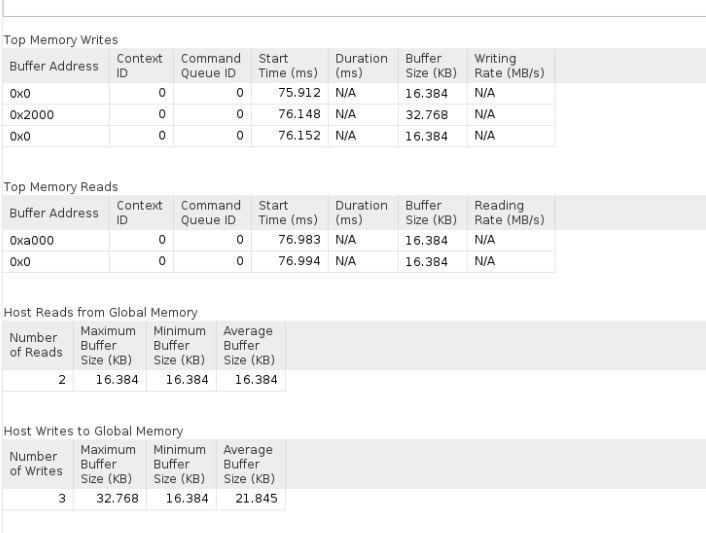 Top Memory Writes
Buffer Address Context ID Command Queue ID Start Time (ms) Duration (ms) Buffer Size (KB) Writing Rate (MB/s)
0x0 0 0 75.912 N/A 16.384 N/A
0x2000 0 0 76.148 N/A 32.768 N/A
0x0 0 0 76.152 N/A 16.384 N/A
Top Memory Reads
Buffer Address Context ID Command Queue ID Start Time (ms) Duration (ms) Buffer Size (KB) Reading Rate (MB/s)
0xa000 0 0 76.983 N/A 16.384 N/A
0x0 0 0 76.994 N/A 16.384 N/A
Host Reads from Global Memory
Number of Reads Maximum Buffer Size (KB) Minimum Buffer Size (KB) Average Buffer Size (KB)
2 16.384 16.384 16.384
Host Writes to Global Memory
Number of Writes Maximum Buffer Size (KB) Minimum Buffer Size (KB) Average Buffer Size (KB)
3 32.768 16.384 21.845